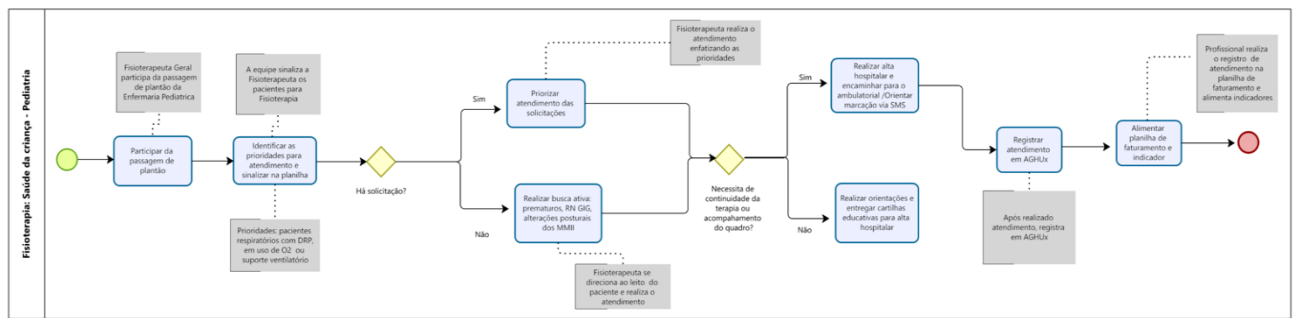 Fisioterapia: Saúde da criança - Pediatria
Fisioterapeuta Geral
participa da passagem
de plantão da
Enfermaria Pediatrica
Participar da
passagem de
plantão
A equipe sinaliza a
Fisioterapeuta os
pacientes para
Fisioterapia
Identificar as
prioridades para
atendimento e
sinalizar na planilha
Prioridades: pacientes
respiratórios com DRP,
em uso de O2 ou
suporte ventilatório
Há solicitação?
Sim
Não
Priorizar
atendimento das
solicitações
Fisioterapeuta realiza o
atendimento
enfatizando as
prioridades
Realizar busca ativa:
prematuros, RN GIG,
alterações posturais
dos MMII
Fisioterapeuta se
direciona ao leito do
paciente e realiza o
atendimento
Necessita de
continuidade da
terapia ou
acompahamento
do quadro?
Sim
Não
Realizar alta
hospitalar e
encaminhar para o
ambulatorial /Orientar
marcação via SMS
Realizar orientações e
entregar cartilhas
educativas para alta
hospitalar
Registrar
atendimento
em AGHUx
Após realizado
atendimento, registra
em AGHUx
Alimentar
planilha de
faturamento e
indicador
Profissional realiza
o registro de
atendimento na
planilha de
faturamento e
alimenta indicadores